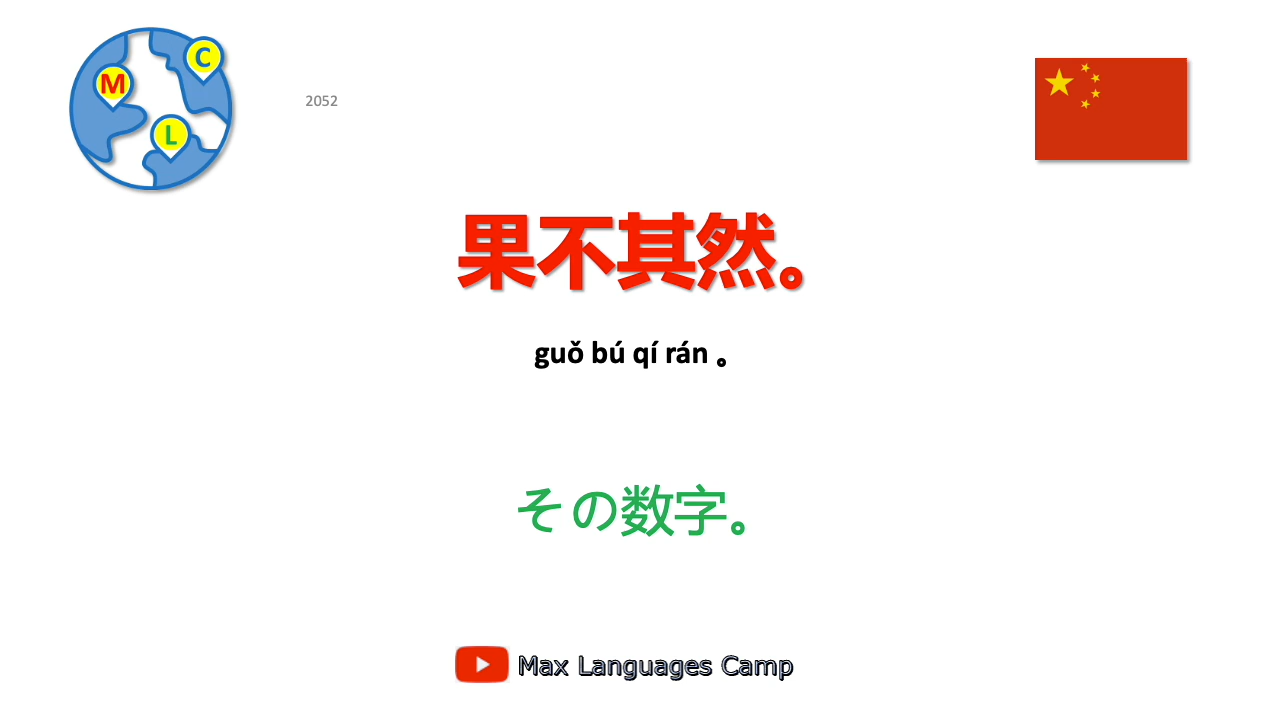 M
C
L
2052
果不其然。
guǒ bú qí rán 。
その数字。
Max Languages Camp